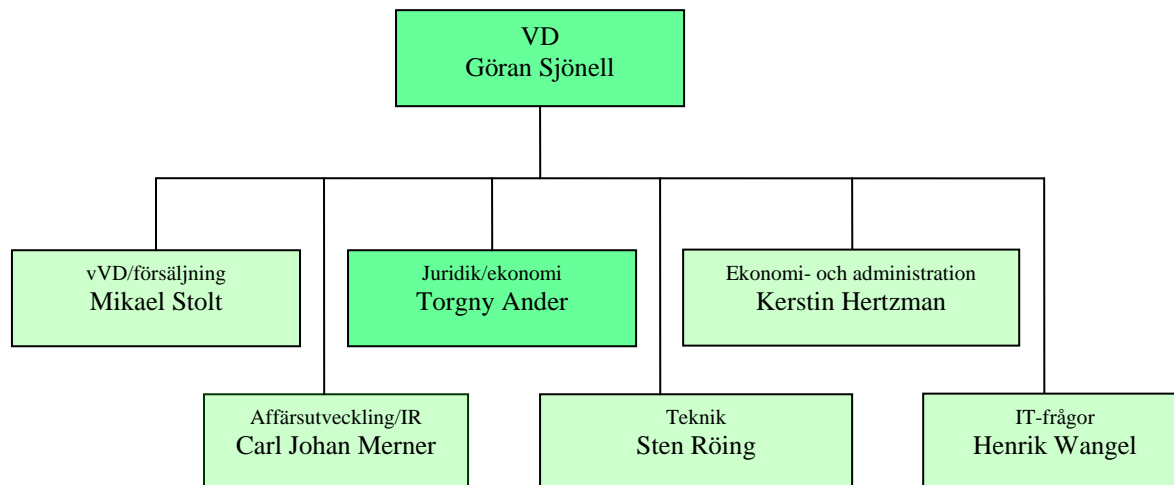 VD
Göran Sjönell
vVD/försäljning
Mikael Stolt
Juridik/ekonomi
Torgny Ander
Ekonomi- och administration
Kerstin Hertzman
Affärsutveckling/IR
Carl Johan Merner
Teknik
Sten Röing
IT-frågor
Henrik Wangel